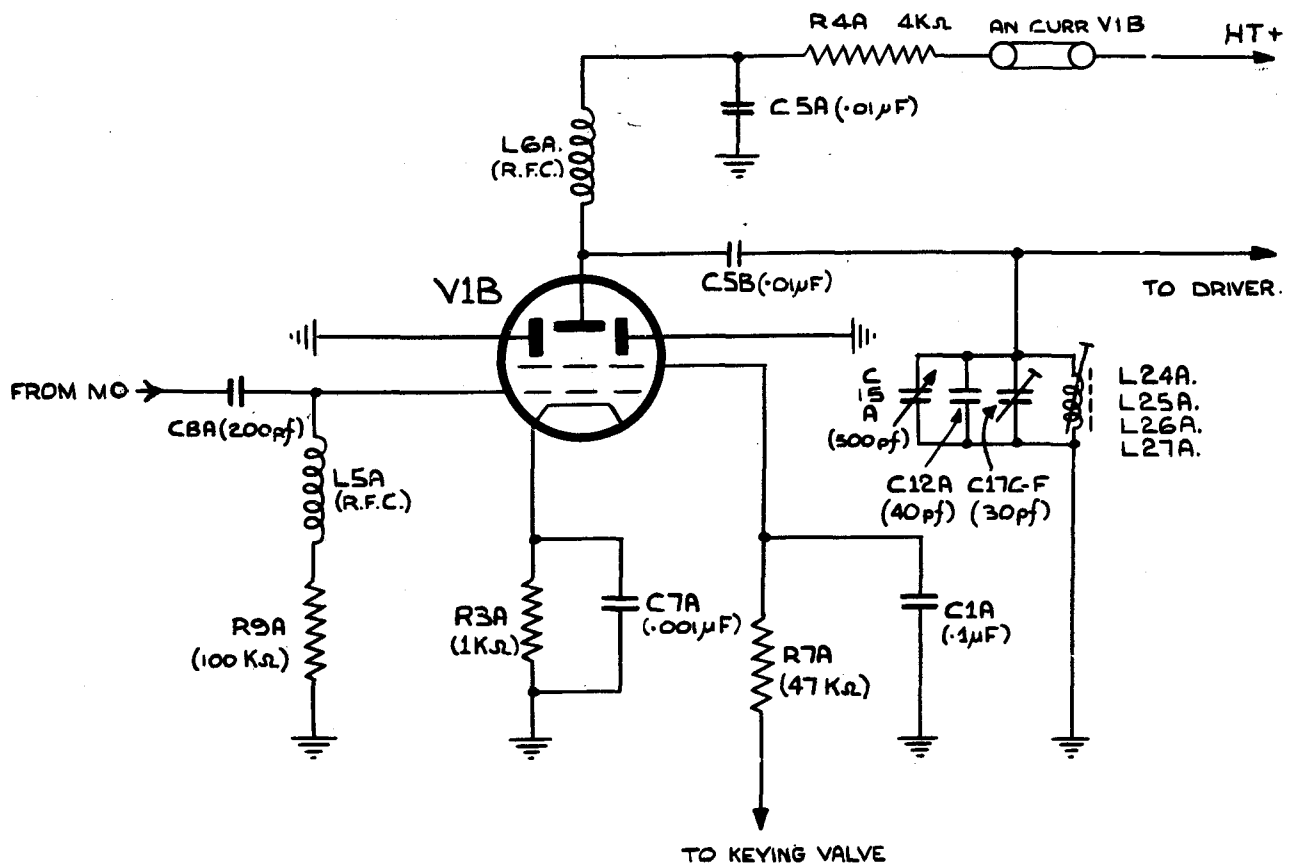 R4A 4KΩ
AN CURR V1B
HT+
C5A (·01µF)
L6A.
(R.F.C.)
V1B
C5B (·01µF)
TO DRIVER.
FROM MO
C8A (200pf)
L5A
(R.F.C.)
C
15
A
(500pf)
L24A.
L25A.
L26A.
L27A.
C12A
(40pf)
C17C-F
(30pf)
R9A
(100 KΩ)
R3A
(1KΩ)
C7A
(·001µF)
R7A
(47 KΩ)
C1A
(·1µF)
TO KEYING VALVE